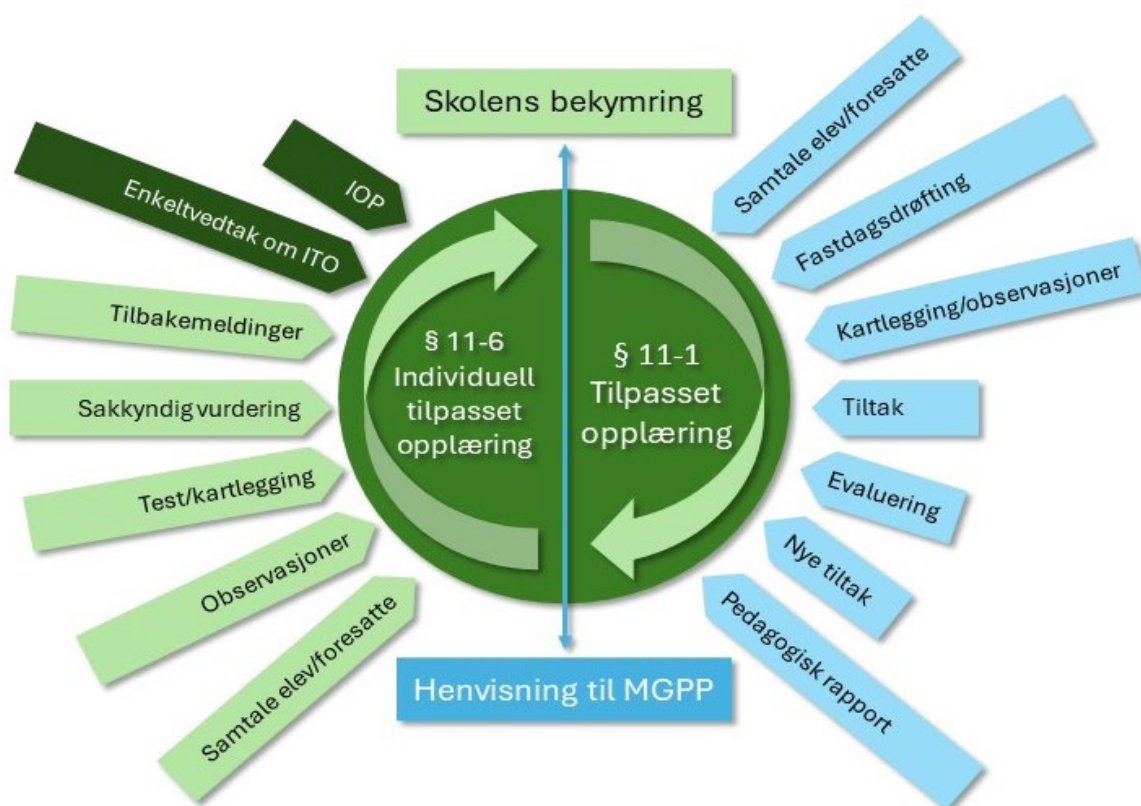 Skolens bekymring
Samtale elev/foresatte
Fastdagsdrøfting
Kartlegging/observasjoner
Tiltak
Evaluering
Nye tiltak
Pedagogisk rapport
§ 11-1
Tilpasset
opplæring
Henvisning til MGPP
Samtale elev/foresatte
Observasjoner
Test/kartlegging
Sakkyndig vurdering
Tilbakemeldinger
Enkeltvedtak om ITO
IOP
§ 11-6
Individuell
tilpasset
opplæring